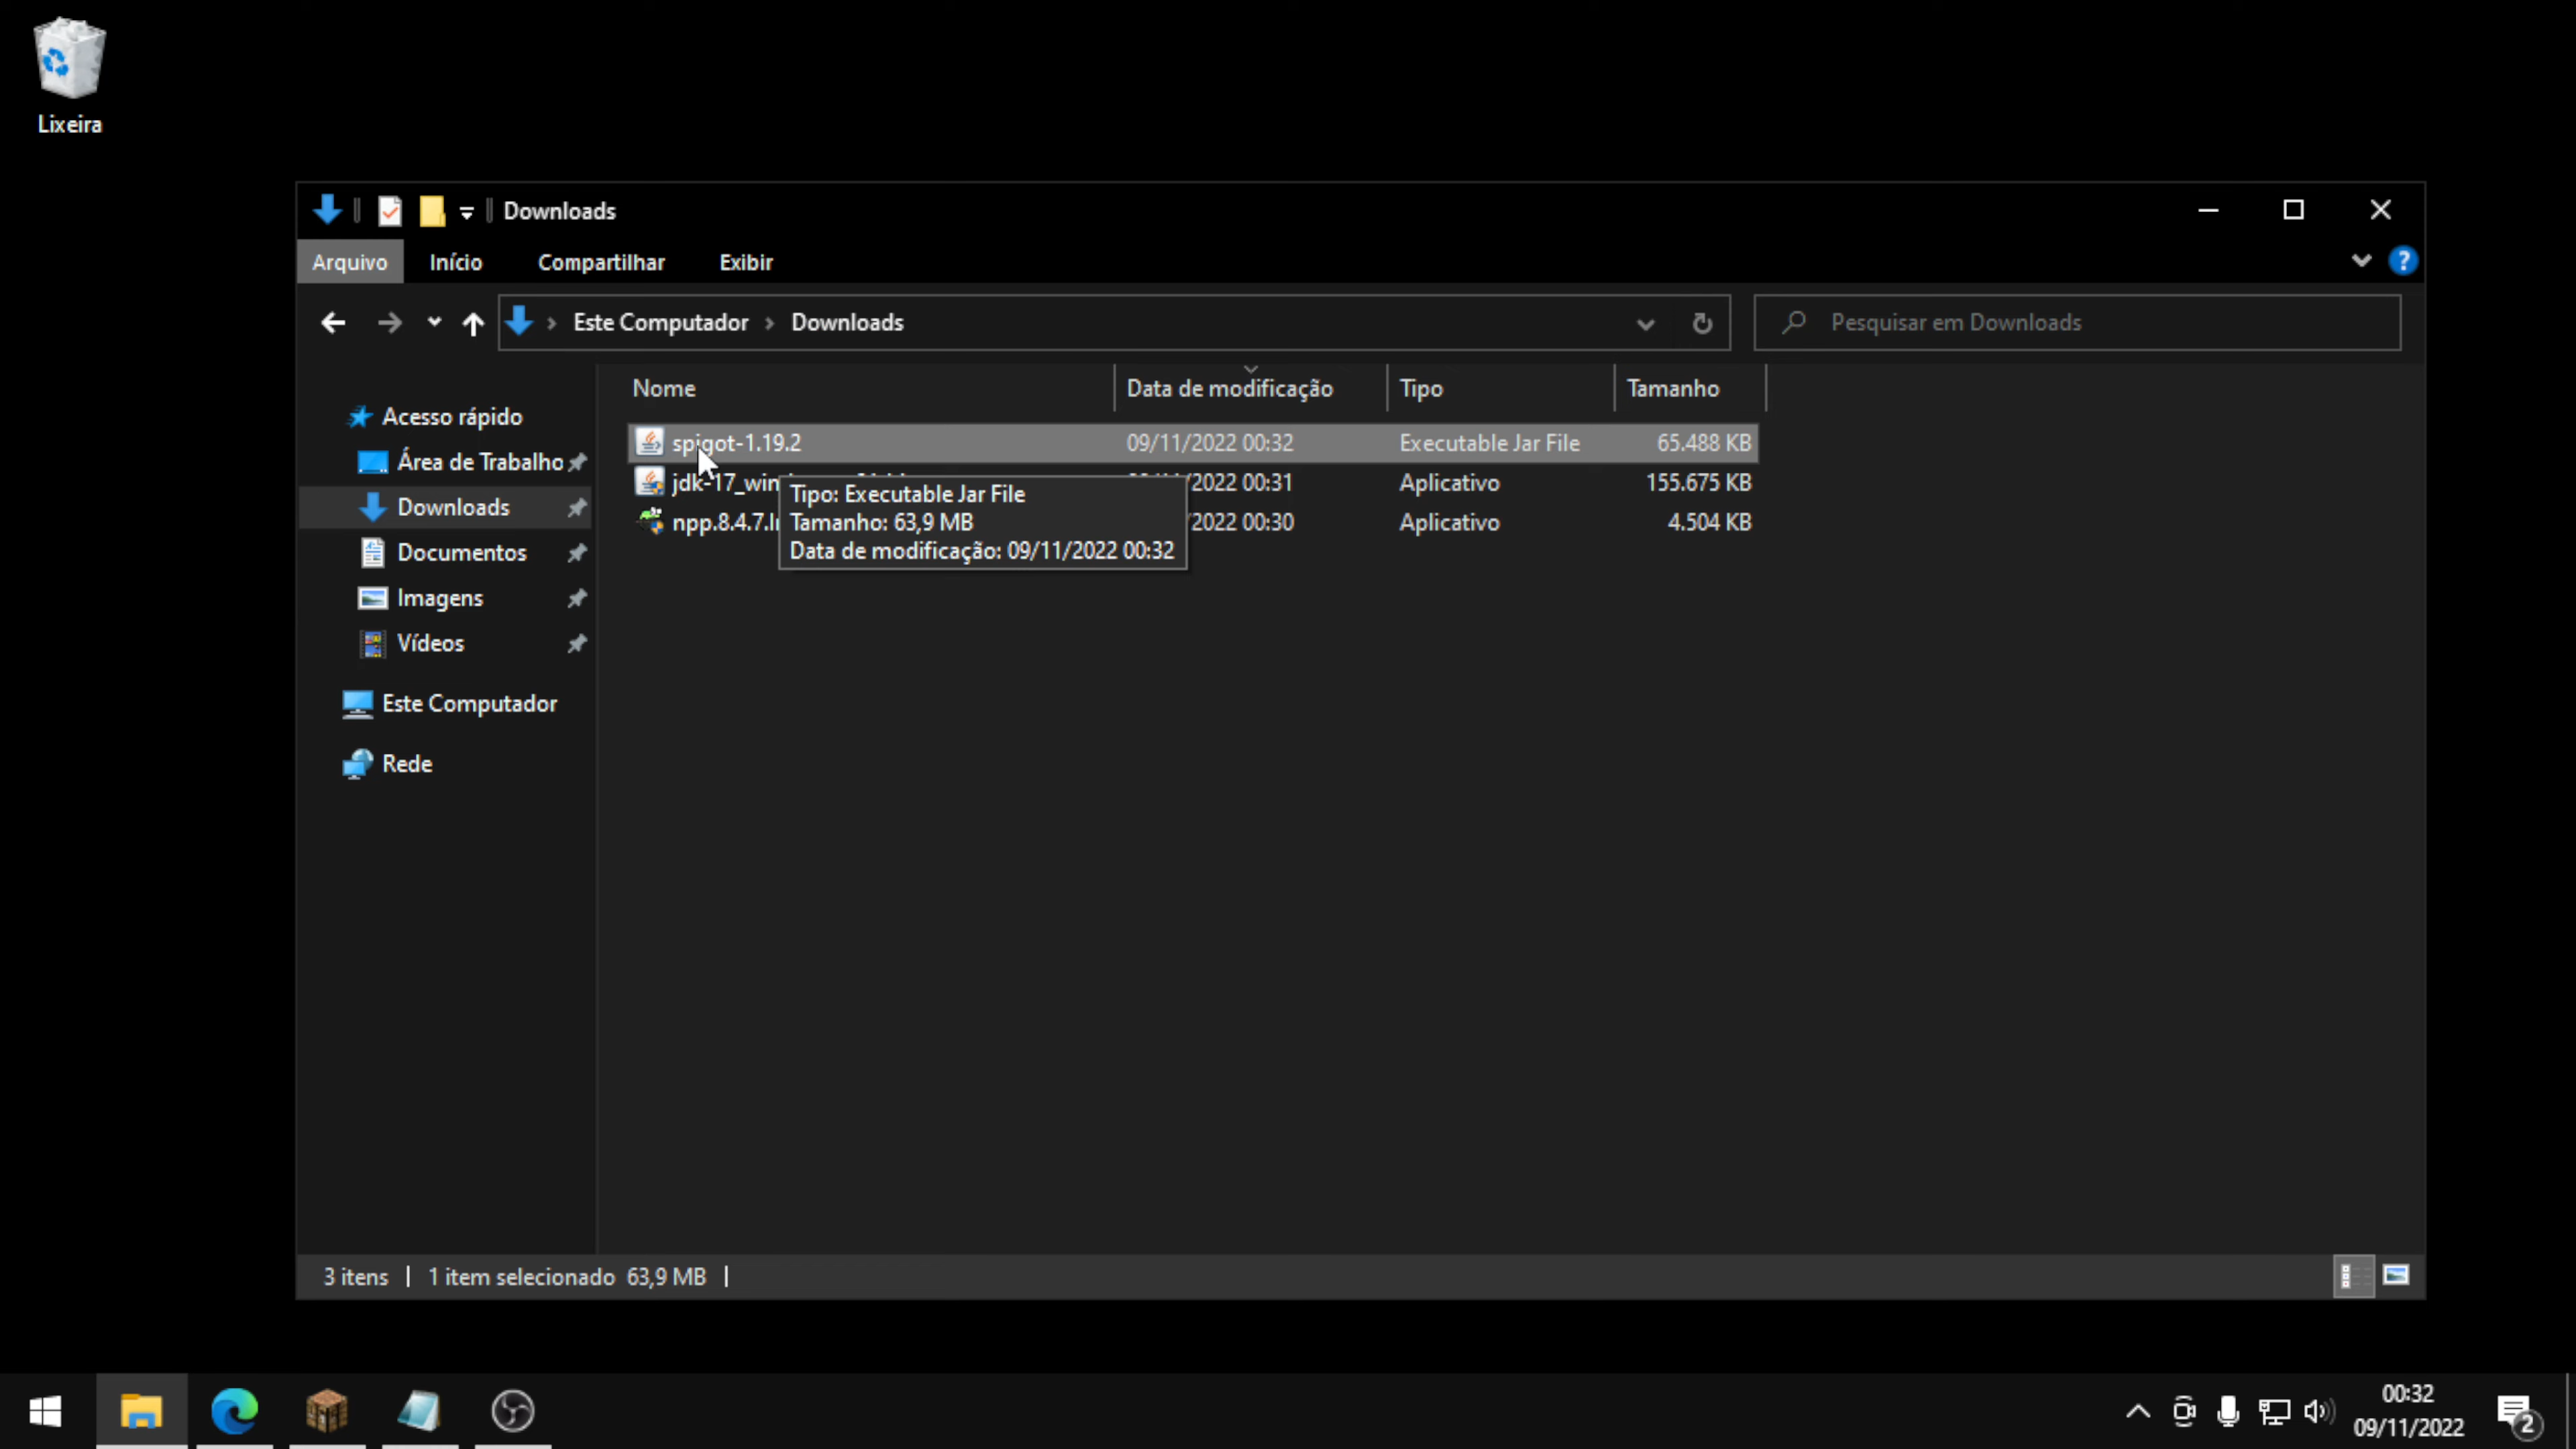 Lixeira
Downloads
Arquivo Início Compartilhar Exibir
Este Computador Downloads
Pesquisar em Downloads
Nome Data de modificação Tipo Tamanho
Acesso rápido
Área de Trabalho
Downloads
Documentos
Imagens
Vídeos
Este Computador
Rede
spigot-1.19.2 09/11/2022 00:32 Executable Jar File 65.488 KB
jdk-17_win /2022 00:31 Aplicativo 155.675 KB
npp.8.4.7.In /2022 00:30 Aplicativo 4.504 KB
Tipo: Executable Jar File
Tamanho: 63,9 MB
Data de modificação: 09/11/2022 00:32
3 itens 1 item selecionado 63,9 MB
00:32
09/11/2022
2